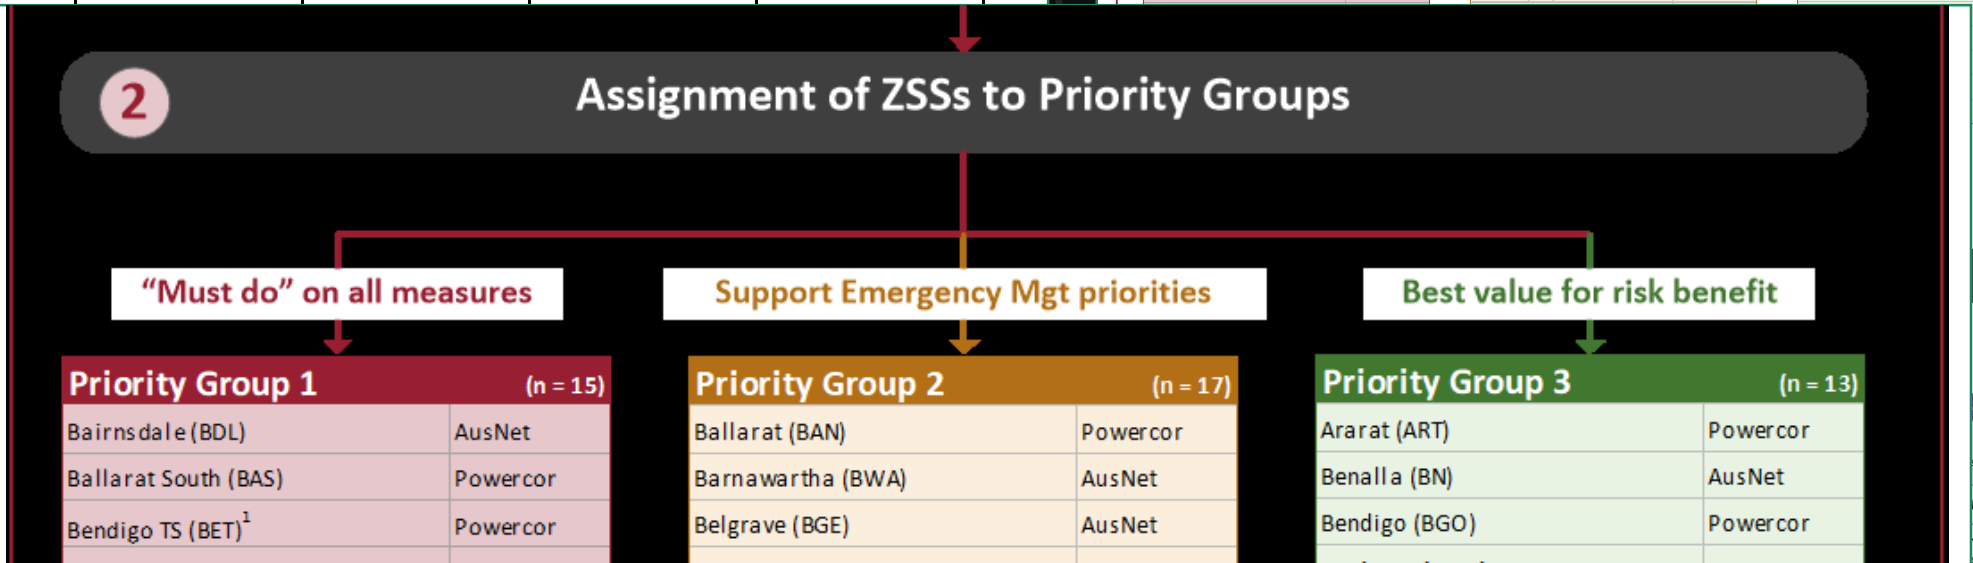 2
Assignment of ZSSs to Priority Groups
“Must do” on all measures
Support Emergency Mgt priorities
Best value for risk benefit
Priority Group 1 (n = 15)
Bairnsdale (BDL) AusNet
Ballarat South (BAS) Powercor
Bendigo TS (BET)1 Powercor
Priority Group 2 (n = 17)
Ballarat (BAN) Powercor
Barnawartha (BWA) AusNet
Belgrave (BGE) AusNet
Priority Group 3 (n = 13)
Ararat (ART) Powercor
Benalla (BN) AusNet
Bendigo (BGO) Powercor